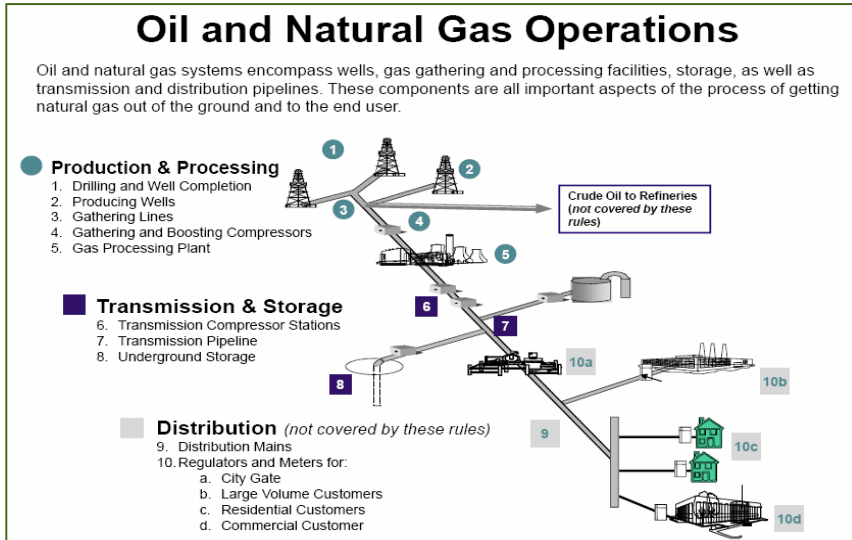 Oil and Natural Gas Operations
Oil and natural gas systems encompass wells, gas gathering and processing facilities, storage, as well as
transmission and distribution pipelines. These components are all important aspects of the process of getting
natural gas out of the ground and to the end user.
Production & Processing
1. Drilling and Well Completion
2. Producing Wells
3. Gathering Lines
4. Gathering and Boosting Compressors
5. Gas Processing Plant
1
2
3
4
5
Crude Oil to Refineries
(not covered by these
rules)
Transmission & Storage
6. Transmission Compressor Stations
7. Transmission Pipeline
8. Underground Storage
6
7
8
Distribution (not covered by these rules)
9. Distribution Mains
10. Regulators and Meters for:
a. City Gate
b. Large Volume Customers
c. Residential Customers
d. Commercial Customer
10a
10b
9
10c
10d